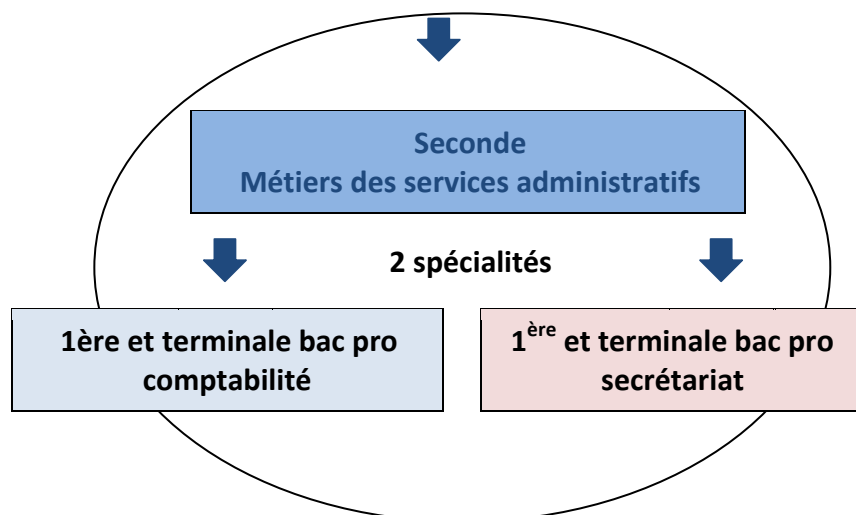 Seconde
Métiers des services administratifs
2 spécialités
1ère et terminale bac pro
comptabilité
1ère et terminale bac pro
secrétariat